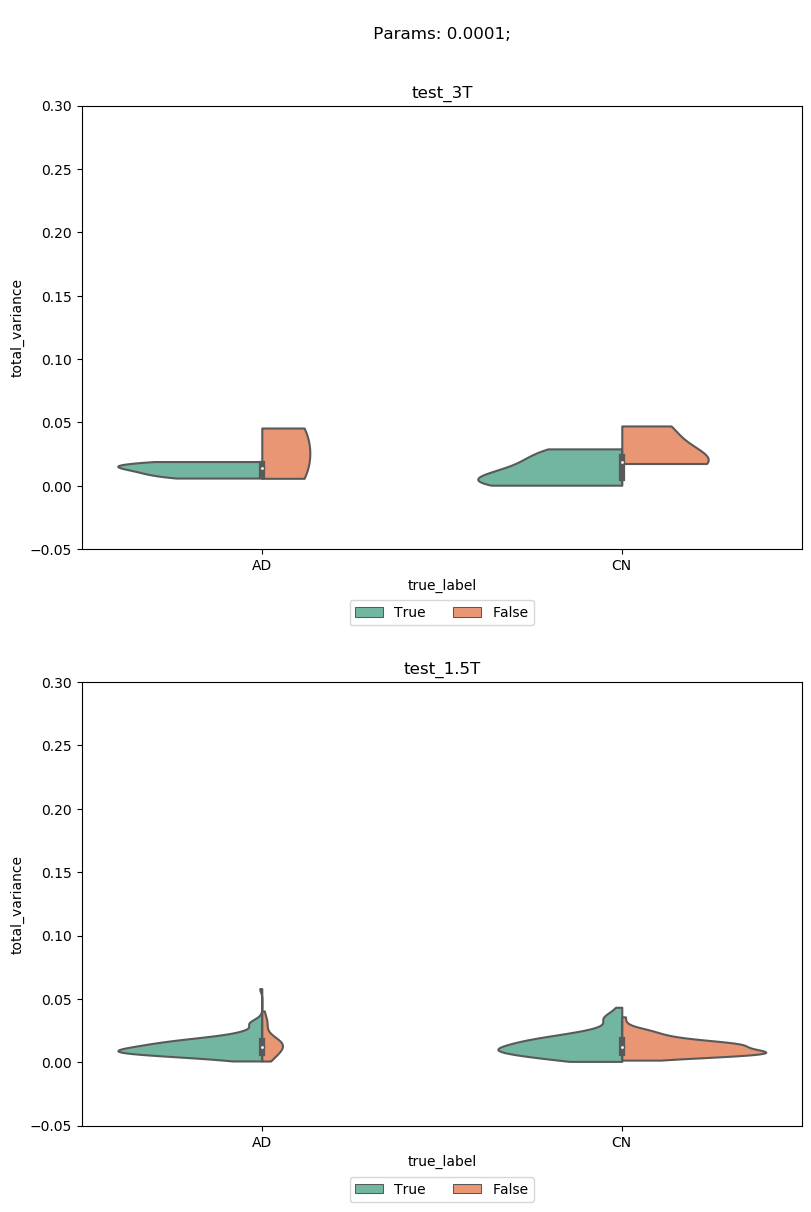 Params: 0.0001;
test_3T
0.30
0.25
0.20
0.15
0.10
0.05
0.00
−0.05
total_variance
AD CN
true_label
True False
test_1.5T
0.30
0.25
0.20
0.15
0.10
0.05
0.00
−0.05
total_variance
AD CN
true_label
True False